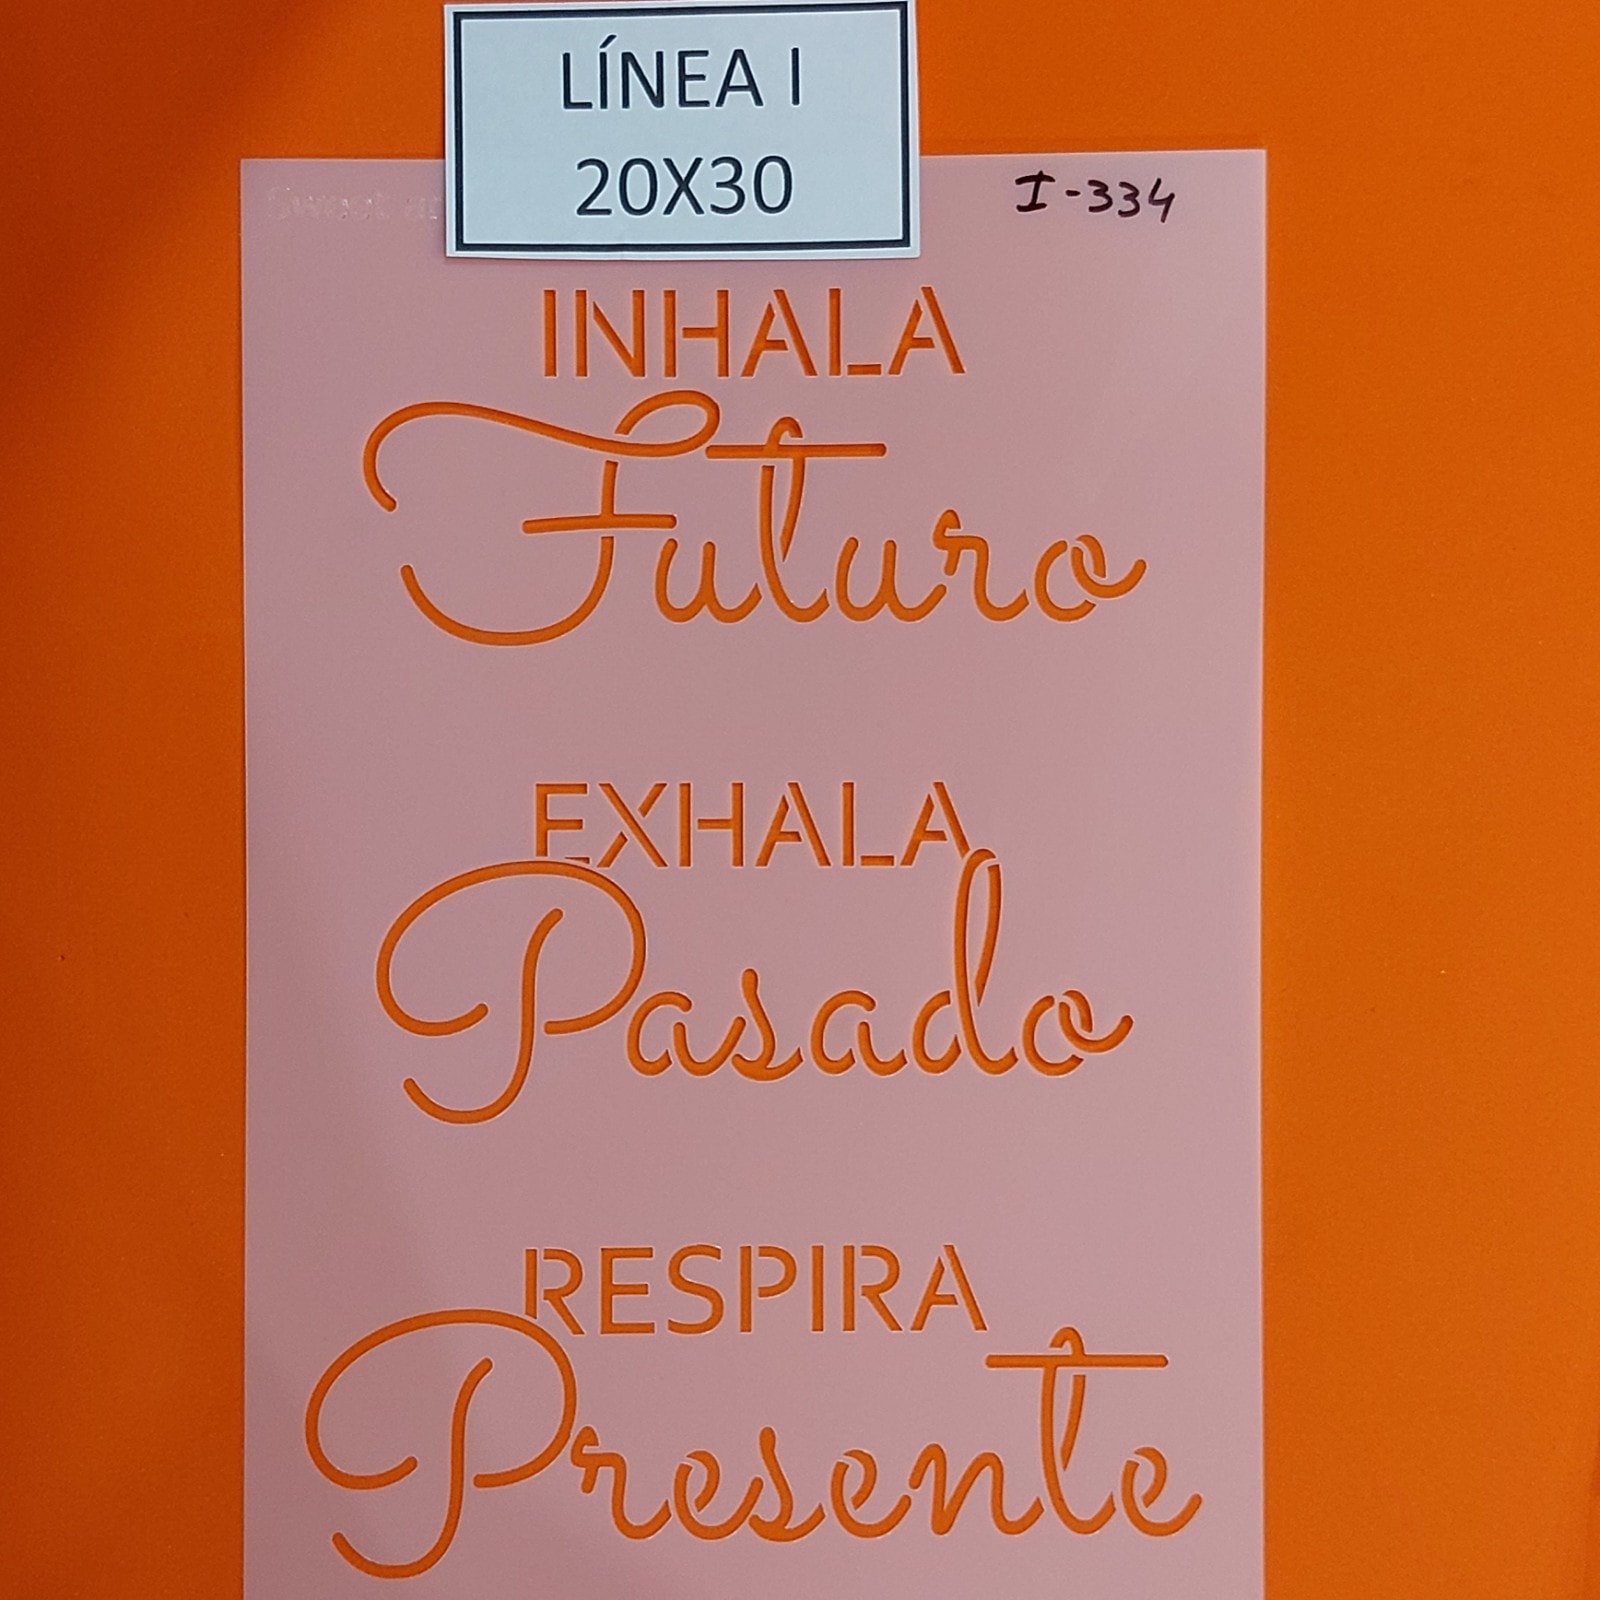 LÍNEA I
20X30
I-334
INHALA
Futuro
EXHALA
Pasado
RESPIRA
Presente